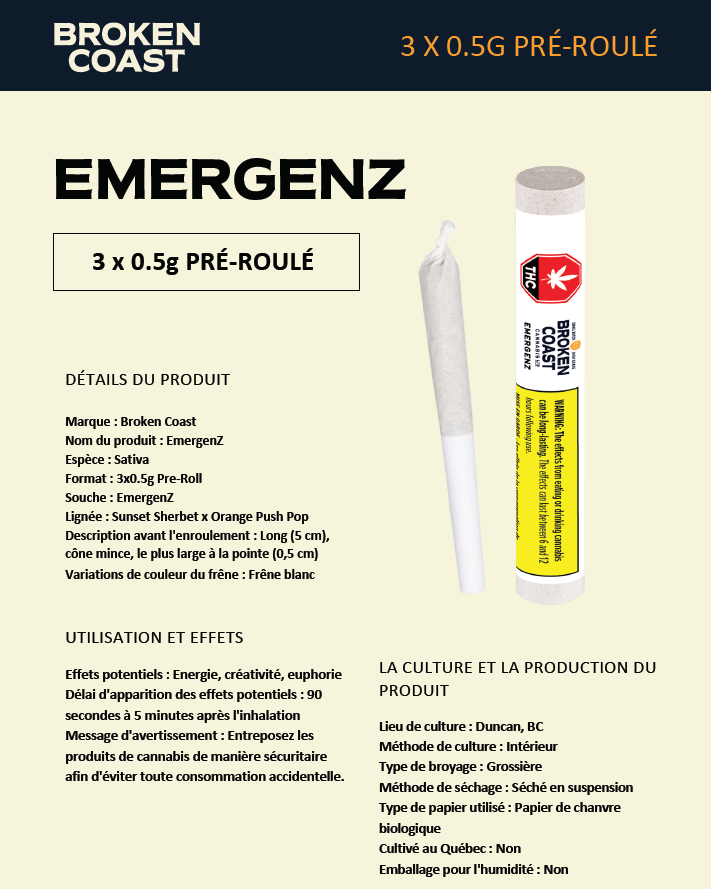 BROKEN
COAST
3 X 0.5G PRÉ-ROULÉ
EMERGENZ
3 x 0.5g PRÉ-ROULÉ
THC
BROKEN
COAST
CANNABIS
EMERGENZ
WARNING: The effects from eating or drinking cannabis
can be long-lasting. The effects can last between 6 and 12
hours following use.
DÉTAILS DU PRODUIT
Marque : Broken Coast
Nom du produit : EmergenZ
Espèce : Sativa
Format : 3x0.5g Pre-Roll
Souche : EmergenZ
Lignée : Sunset Sherbet x Orange Push Pop
Description avant l'enroulement : Long (5 cm),
cône mince, le plus large à la pointe (0,5 cm)
Variations de couleur du frêne : Frêne blanc
UTILISATION ET EFFETS
Effets potentiels : Energie, créativité, euphorie
Délai d'apparition des effets potentiels : 90
secondes à 5 minutes après l'inhalation
Message d'avertissement : Entreposez les
produits de cannabis de manière sécuritaire
afin d'éviter toute consommation accidentelle.
LA CULTURE ET LA PRODUCTION DU
PRODUIT
Lieu de culture : Duncan, BC
Méthode de culture : Intérieur
Type de broyage : Grossière
Méthode de séchage : Séché en suspension
Type de papier utilisé : Papier de chanvre
biologique
Cultivé au Québec : Non
Emballage pour l'humidité : Non